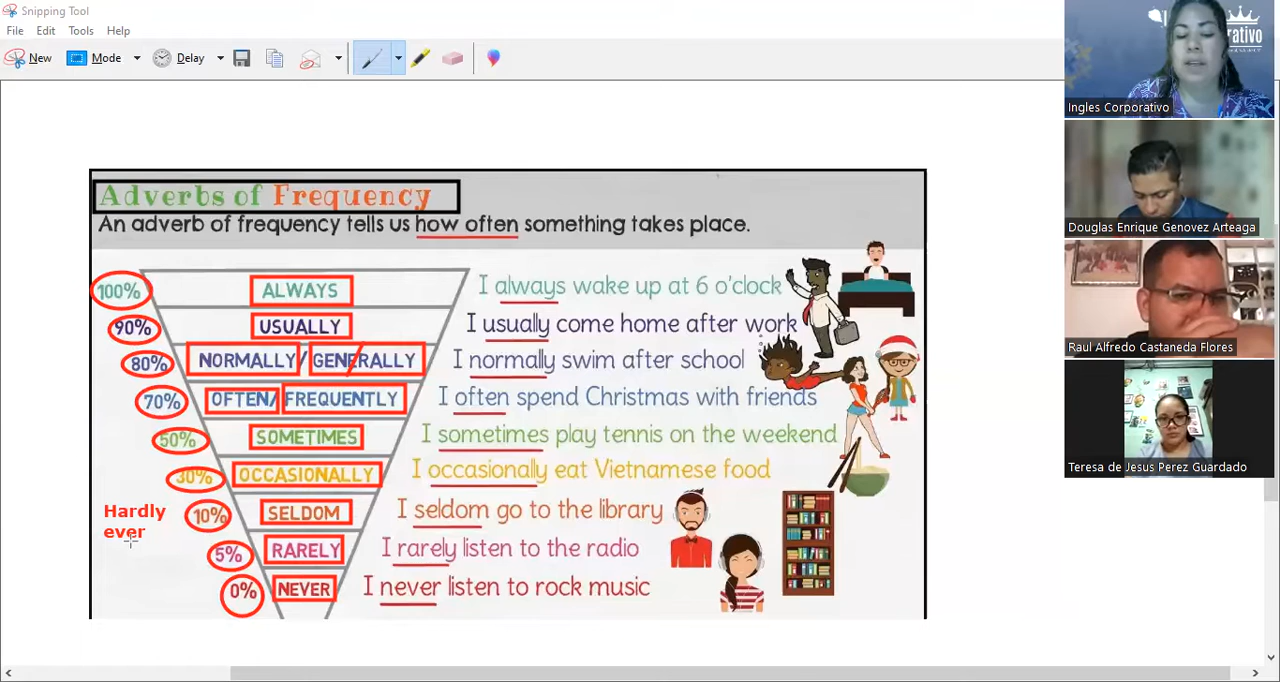 Snipping Tool
File Edit Tools Help
New Mode Delay
Adverbs of Frequency
An adverb of frequency tells us how often something takes place.
100% ALWAYS I always wake up at 6 o'clock
90% USUALLY I usually come home after work
80% NORMALLY/GENERALLY I normally swim after school
70% OFTEN/FREQUENTLY I often spend Christmas with friends
50% SOMETIMES I sometimes play tennis on the weekend
30% OCCASIONALLY I occasionally eat Vietnamese food
Hardly
ever
10% SELDOM I seldom go to the library
5% RARELY I rarely listen to the radio
0% NEVER I never listen to rock music
Ingles Corporativo
Douglas Enrique Genovez Arteaga
Raul Alfredo Castaneda Flores
Teresa de Jesus Perez Guardado